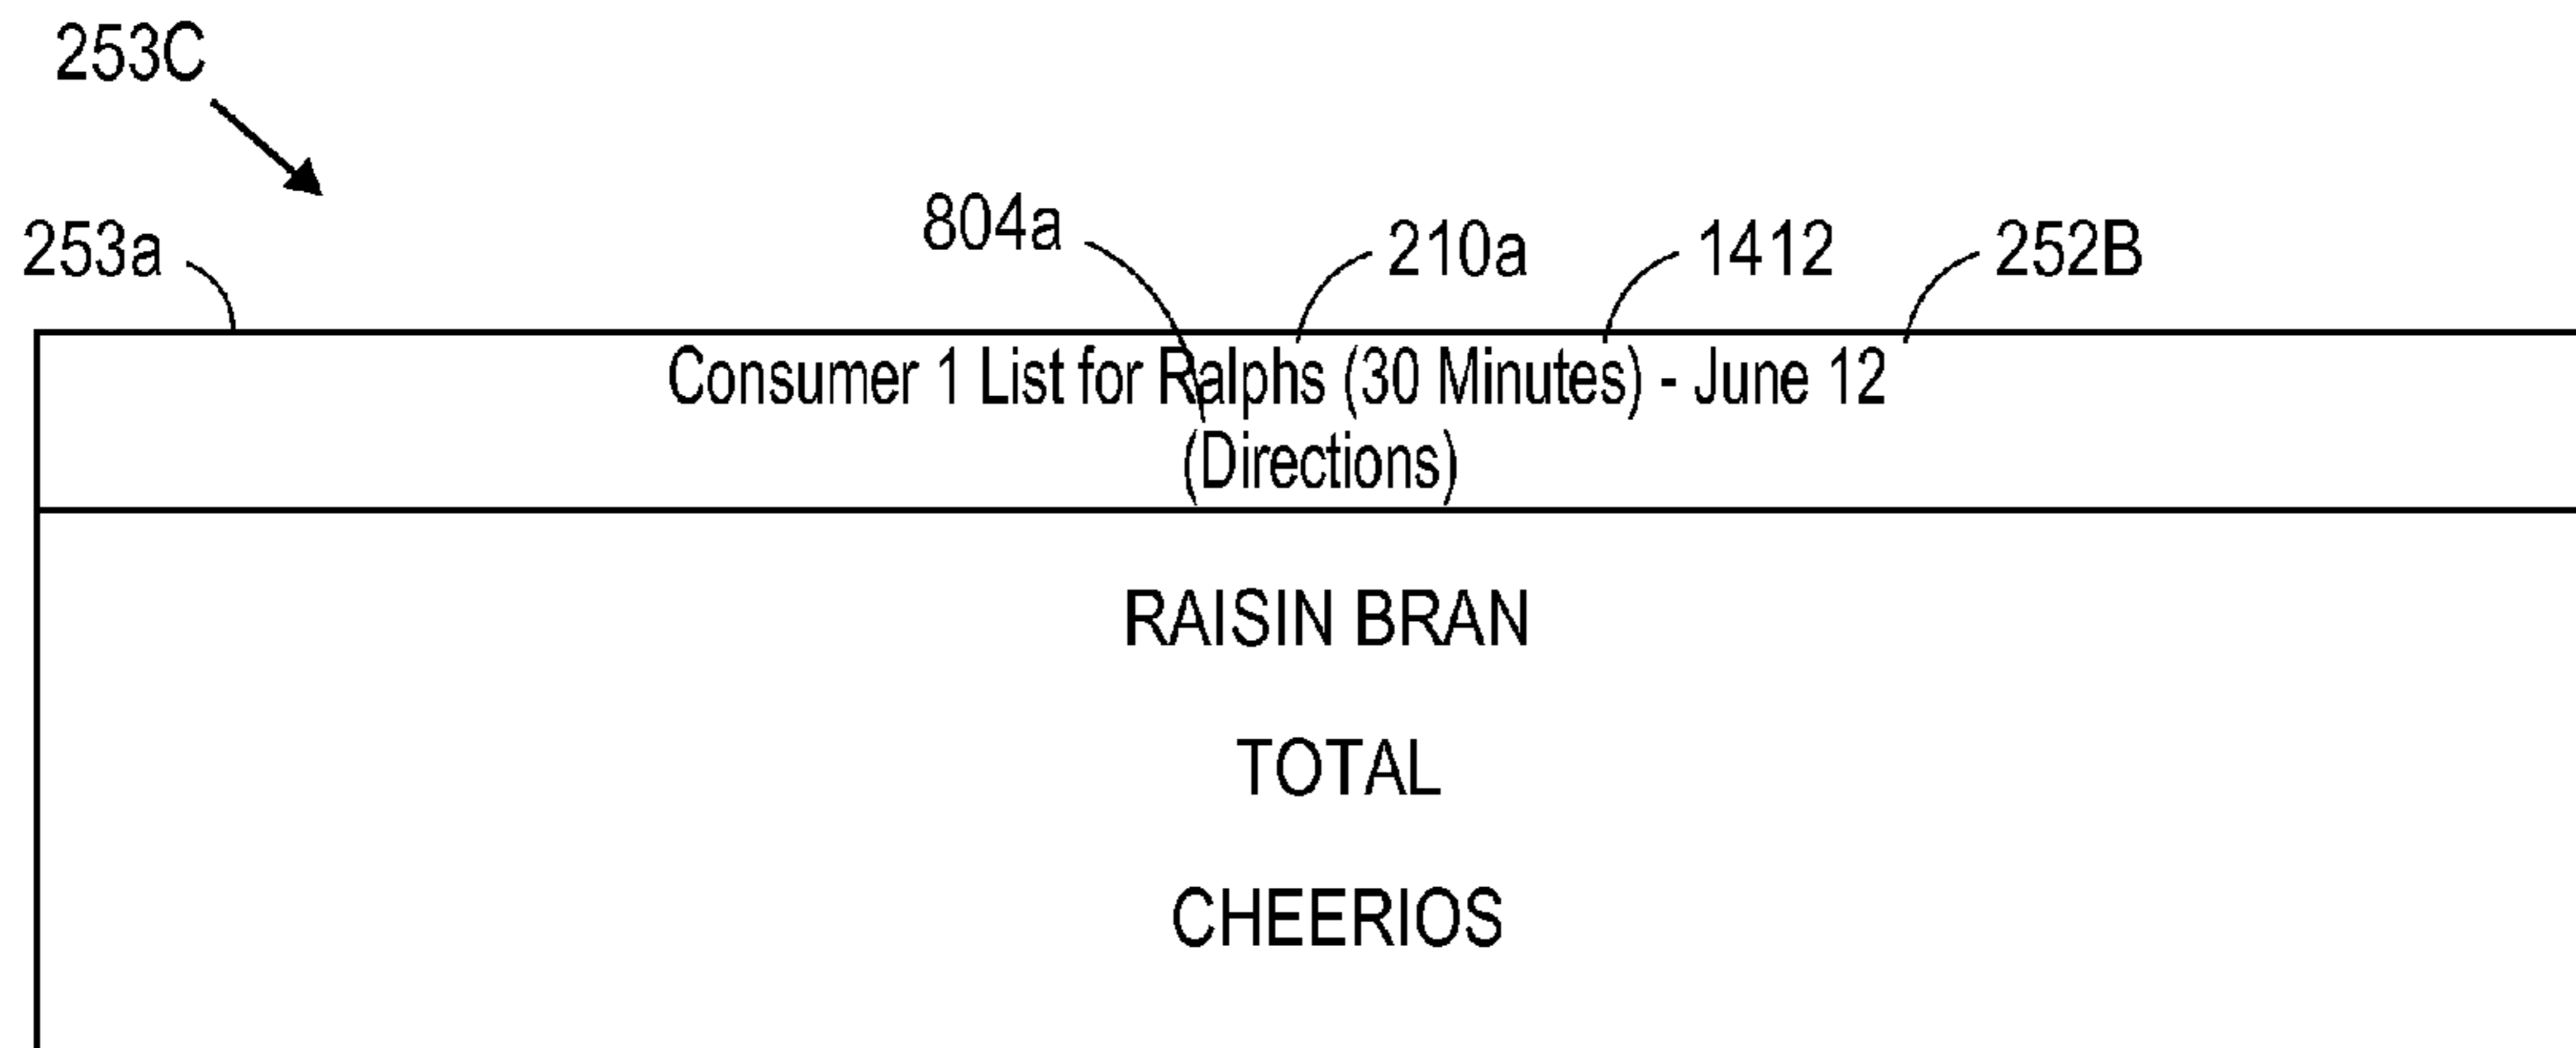 253C
253a 804a 210a 1412 252B
Consumer 1 List for Ralphs (30 Minutes) - June 12
(Directions)
RAISIN BRAN
TOTAL
CHEERIOS